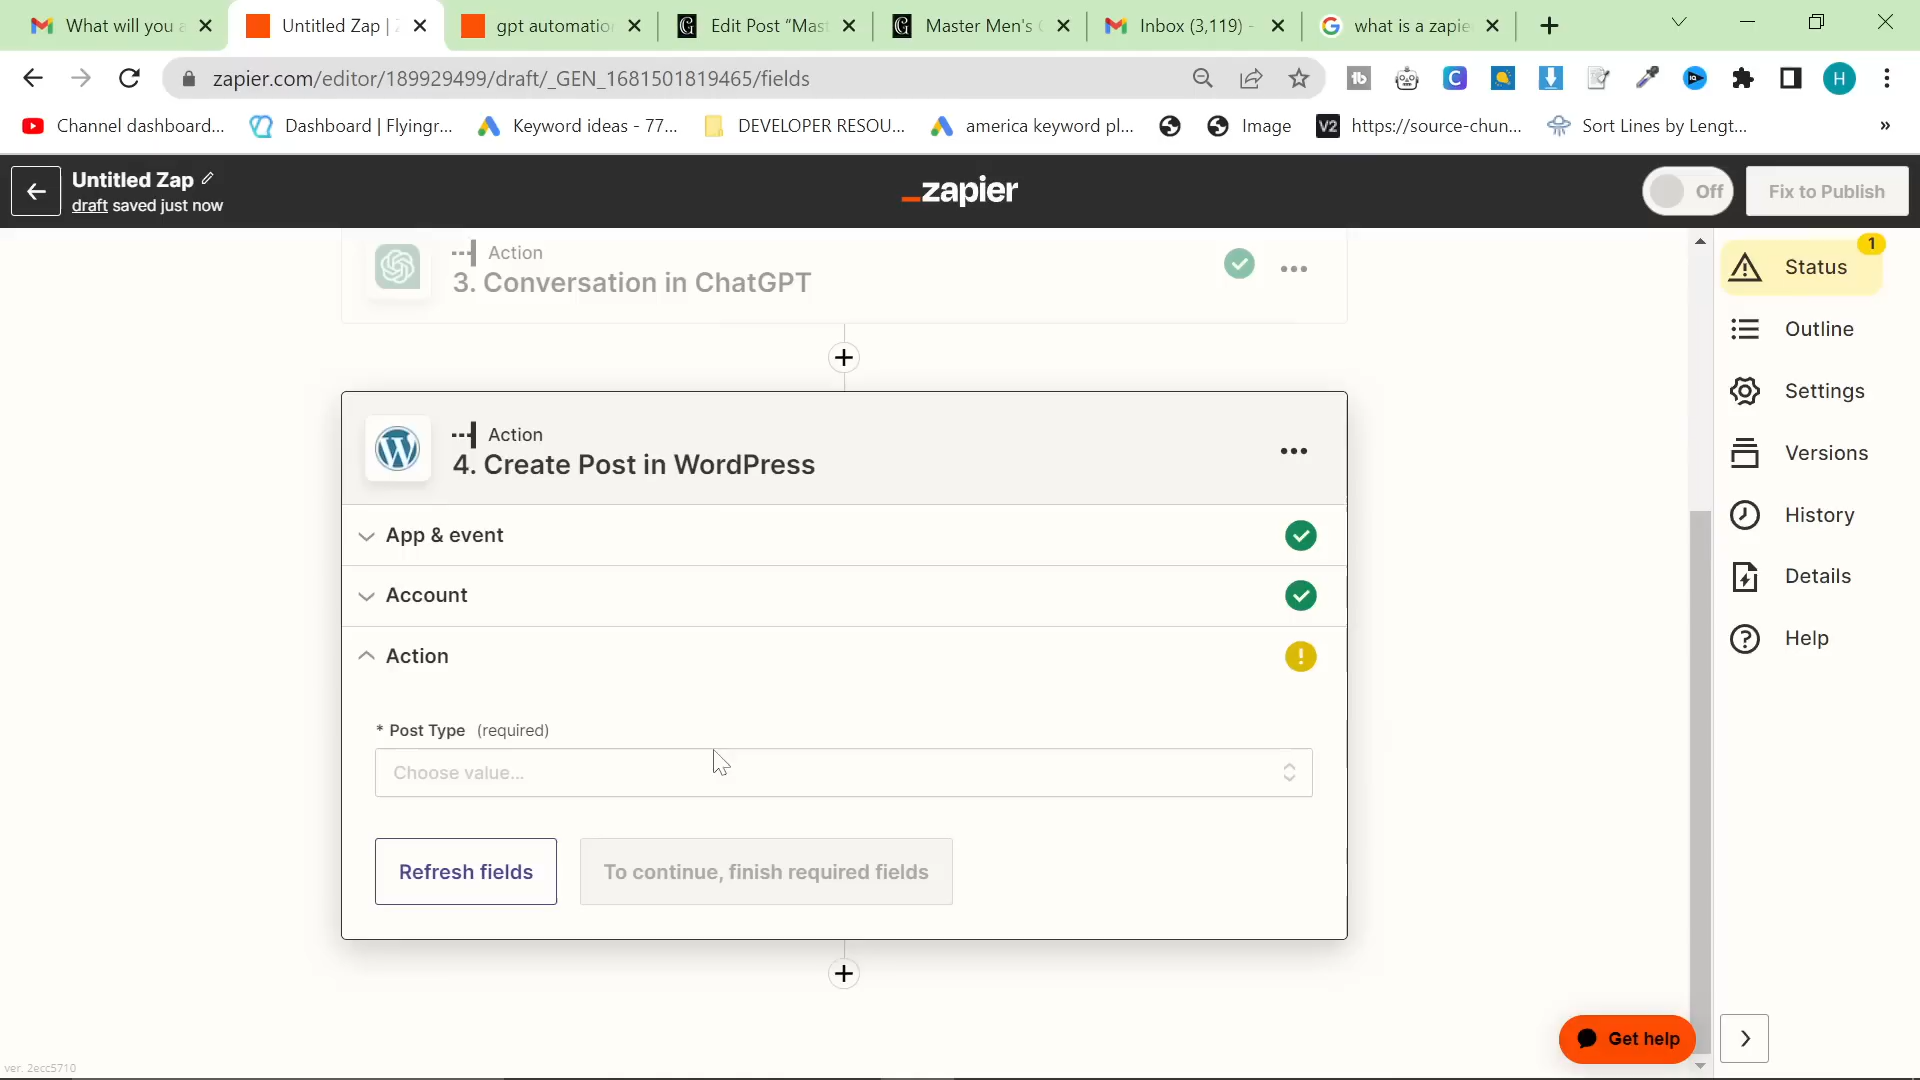 What will you a
Untitled Zap | Z
gpt automation
Edit Post “Mast
Master Men's G
Inbox (3,119) -
what is a zapie
zapier.com/editor/189929499/draft/_GEN_1681501819465/fields
H
Channel dashboard...
Dashboard | Flyingr...
Keyword ideas - 77...
DEVELOPER RESOU...
america keyword pl...
Image
V2
https://source-chun...
Sort Lines by Lengt...
»
Untitled Zap
draft saved just now
_zapier
Off
Fix to Publish
Action
3. Conversation in ChatGPT
Action
4. Create Post in WordPress
App & event
Account
Action
* Post Type (required)
Choose value...
Refresh fields
To continue, finish required fields
1
Status
Outline
Settings
Versions
History
Details
Help
Get help
ver. 2ecc5710